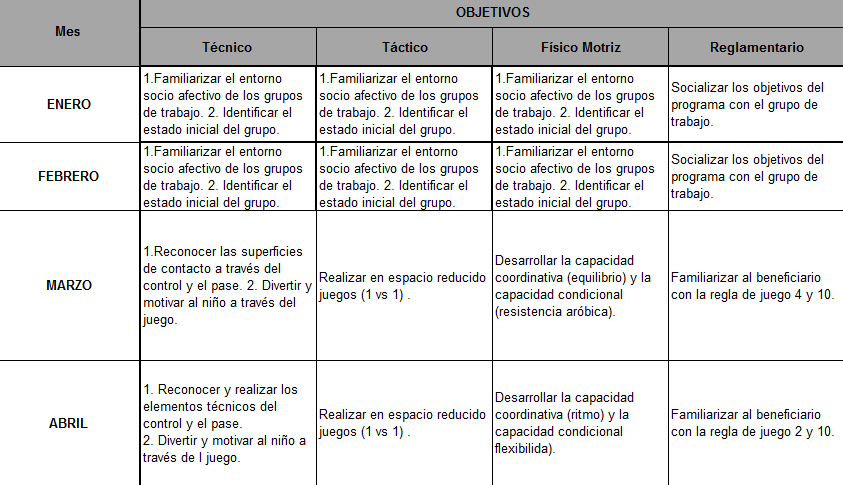 Mes
OBJETIVOS
Técnico
Táctico
Físico Motriz
Reglamentario
ENERO
1.Familiarizar el entorno
socio afectivo de los grupos
de trabajo. 2. Identificar el
estado inicial del grupo.
1.Familiarizar el entorno
socio afectivo de los grupos
de trabajo. 2. Identificar el
estado inicial del grupo.
1.Familiarizar el entorno
socio afectivo de los grupos
de trabajo. 2. Identificar el
estado inicial del grupo.
Socializar los objetivos del
programa con el grupo de
trabajo.
FEBRERO
1.Familiarizar el entorno
socio afectivo de los grupos
de trabajo. 2. Identificar el
estado inicial del grupo.
1.Familiarizar el entorno
socio afectivo de los grupos
de trabajo. 2. Identificar el
estado inicial del grupo.
1.Familiarizar el entorno
socio afectivo de los grupos
de trabajo. 2. Identificar el
estado inicial del grupo.
Socializar los objetivos del
programa con el grupo de
trabajo.
MARZO
1.Reconocer las superficies
de contacto a través del
control y el pase. 2. Divertir y
motivar al niño a través del
juego.
Realizar en espacio reducido
juegos (1 vs 1) .
Desarrollar la capacidad
coordinativa (equilibrio) y la
capacidad condicional
(resistencia aróbica).
Familiarizar al beneficiario
con la regla de juego 4 y 10.
ABRIL
1. Reconocer y realizar los
elementos técnicos del
control y el pase.
2. Divertir y motivar al niño a
través de l juego.
Realizar en espacio reducido
juegos (1 vs 1) .
Desarrollar la capacidad
coordinativa (ritmo) y la
capacidad condicional
flexibilida).
Familiarizar al beneficiario
con la regla de juego 2 y 10.